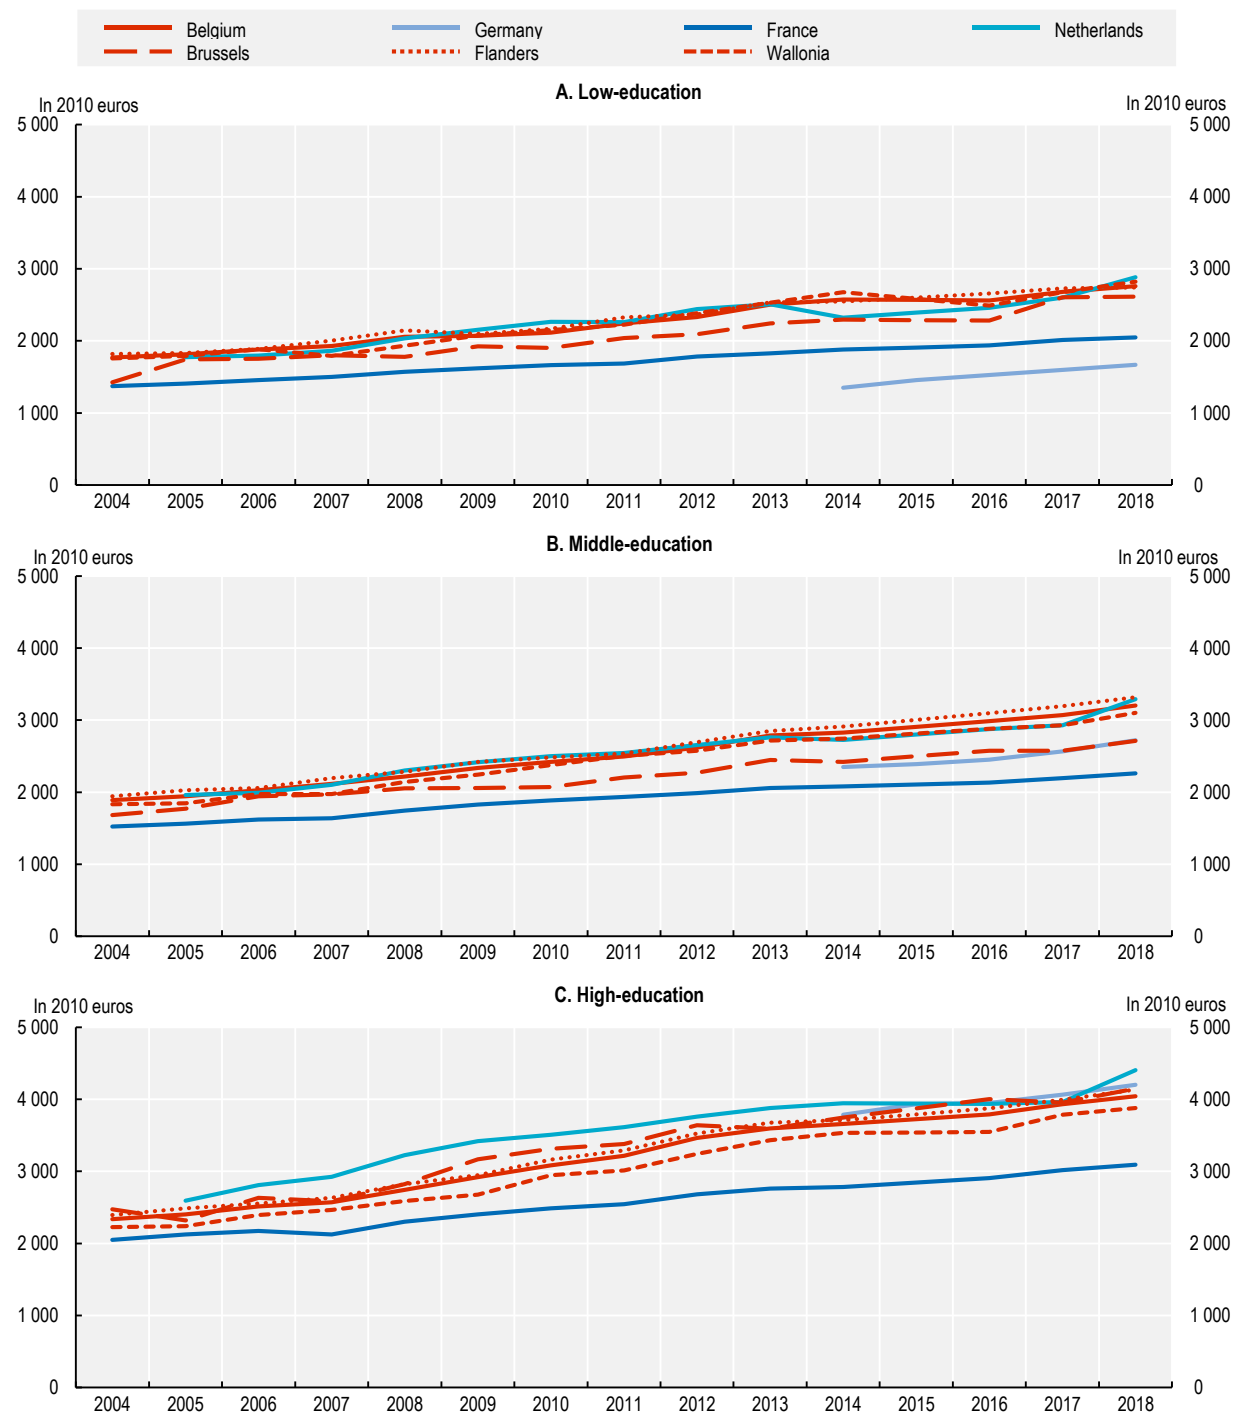 Belgium Germany France Netherlands
Brussels Flanders Wallonia
A. Low-education
In 2010 euros In 2010 euros
5 000 5 000
4 000 4 000
3 000 3 000
2 000 2 000
1 000 1 000
0 0
2004 2005 2006 2007 2008 2009 2010 2011 2012 2013 2014 2015 2016 2017 2018
B. Middle-education
In 2010 euros In 2010 euros
5 000 5 000
4 000 4 000
3 000 3 000
2 000 2 000
1 000 1 000
0 0
2004 2005 2006 2007 2008 2009 2010 2011 2012 2013 2014 2015 2016 2017 2018
C. High-education
In 2010 euros In 2010 euros
5 000 5 000
4 000 4 000
3 000 3 000
2 000 2 000
1 000 1 000
0 0
2004 2005 2006 2007 2008 2009 2010 2011 2012 2013 2014 2015 2016 2017 2018